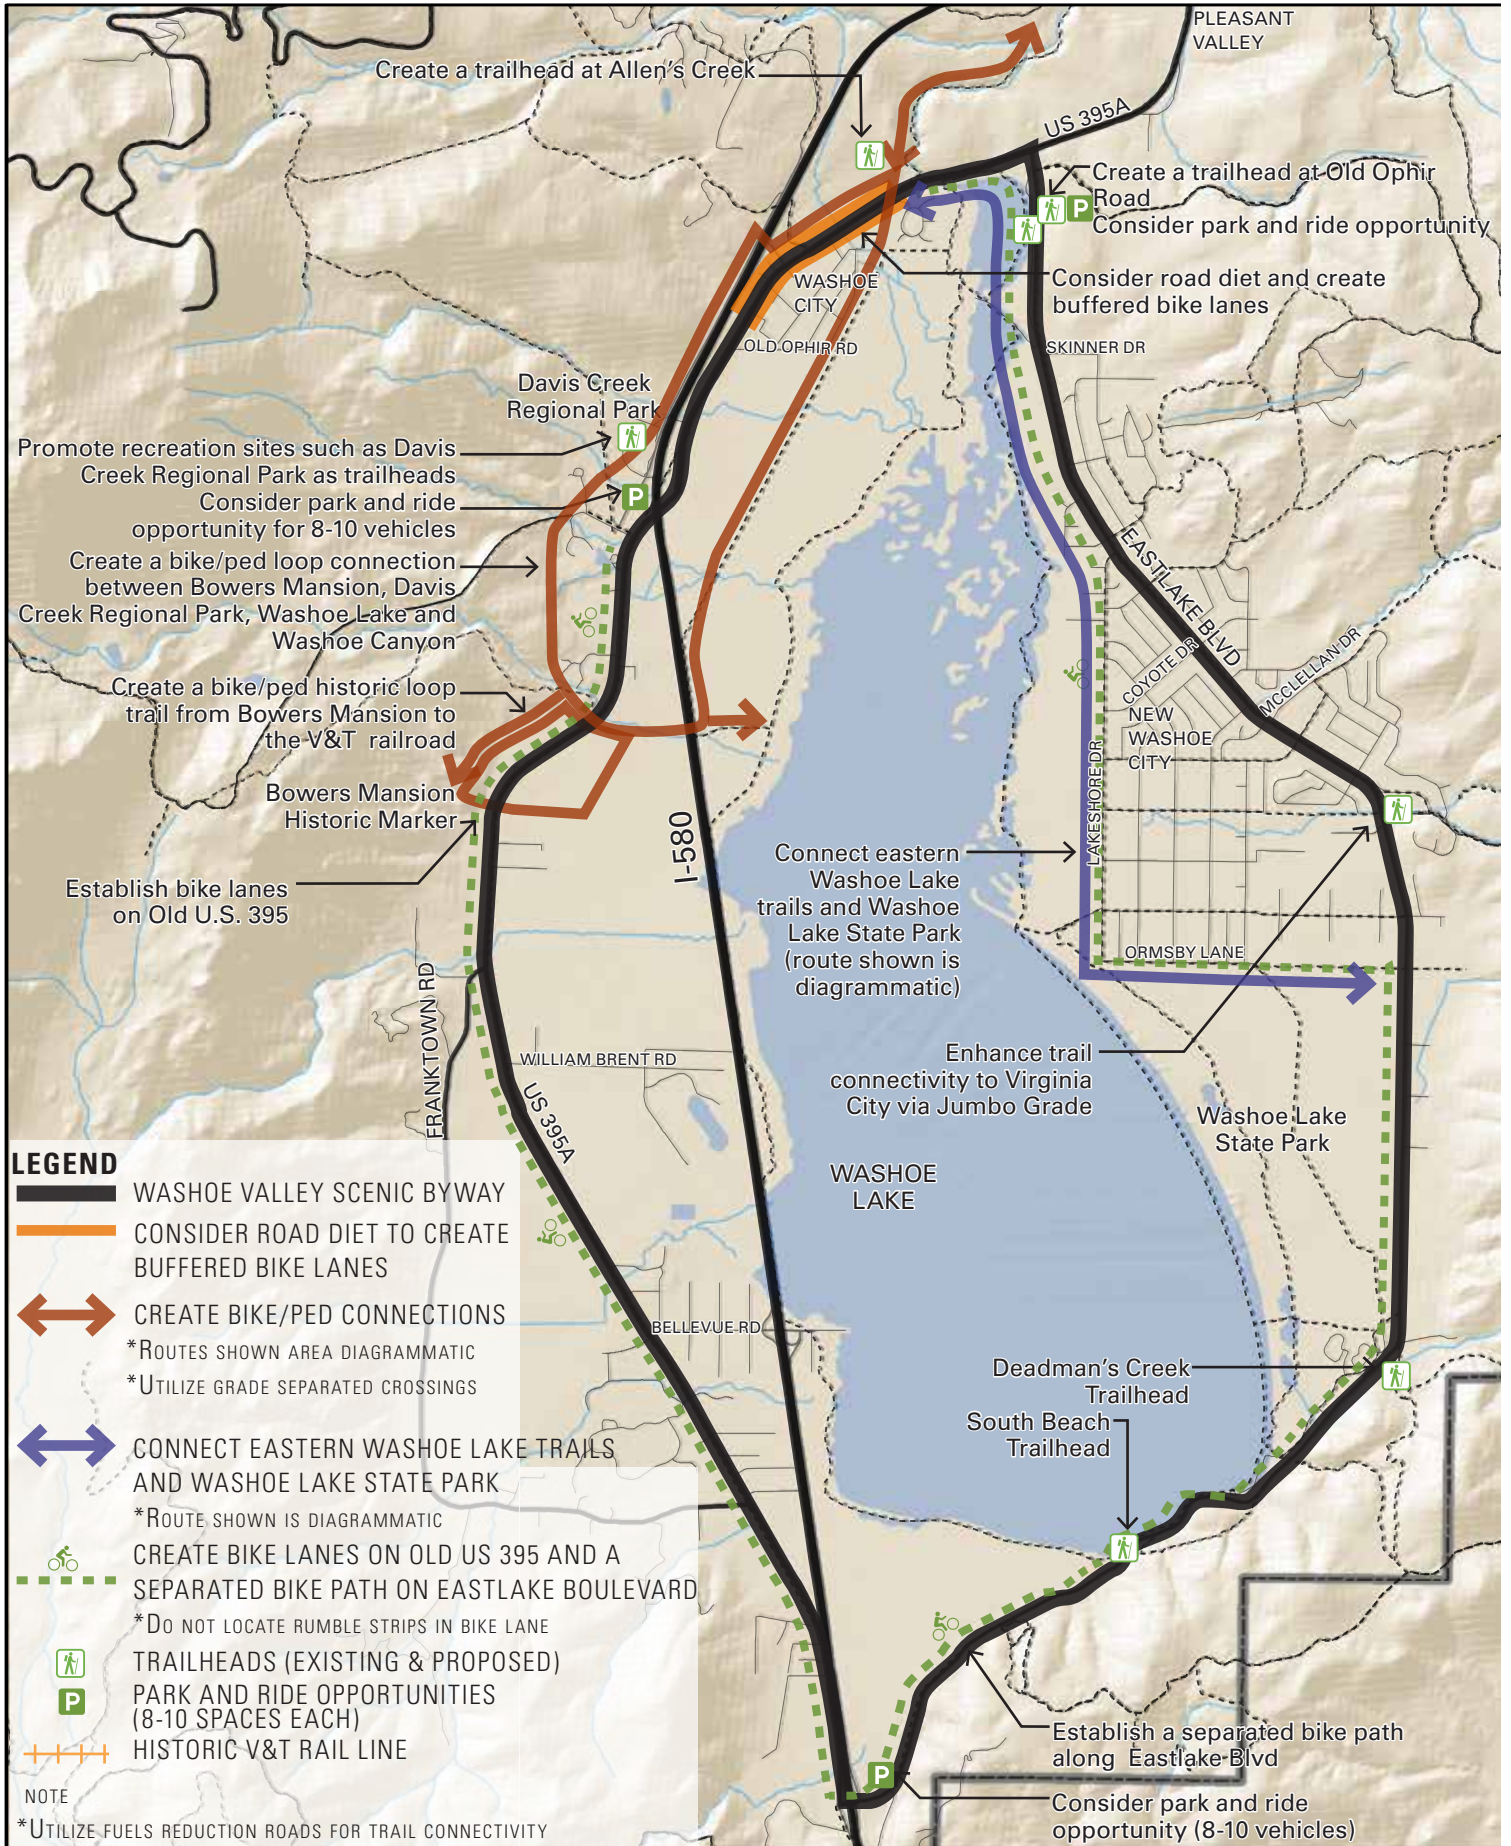 PLEASANT
VALLEY
Create a trailhead at Allen's Creek
US 395A
Create a trailhead at Old Ophir
Road
Consider park and ride opportunity
Consider road diet and create
buffered bike lanes
WASHOE
CITY
OLD OPHIR RD
SKINNER DR
Davis Creek
Regional Park
Promote recreation sites such as Davis
Creek Regional Park as trailheads
Consider park and ride
opportunity for 8-10 vehicles
P
P
Create a bike/ped loop connection
between Bowers Mansion, Davis
Creek Regional Park, Washoe Lake and
Washoe Canyon
EASTLAKE BLVD
COYOTE DR
MCCLELLAN DR
NEW
WASHOE
CITY
Create a bike/ped historic loop
trail from Bowers Mansion to
the V&T railroad
LAKESHORE DR
Bowers Mansion
Historic Marker
I-580
Connect eastern
Washoe Lake
trails and Washoe
Lake State Park
(route shown is
diagrammatic)
Establish bike lanes
on Old U.S. 395
ORMSBY LANE
FRANKTOWN RD
WILLIAM BRENT RD
US 395A
Enhance trail
connectivity to Virginia
City via Jumbo Grade
Washoe Lake
State Park
WASHOE
LAKE
BELLEVUE RD
Deadman's Creek
Trailhead
South Beach
Trailhead
Establish a separated bike path
along Eastlake Blvd
P
Consider park and ride
opportunity (8-10 vehicles)
LEGEND
WASHOE VALLEY SCENIC BYWAY
CONSIDER ROAD DIET TO CREATE
BUFFERED BIKE LANES
CREATE BIKE/PED CONNECTIONS
*ROUTES SHOWN AREA DIAGRAMMATIC
*UTILIZE GRADE SEPARATED CROSSINGS
CONNECT EASTERN WASHOE LAKE TRAILS
AND WASHOE LAKE STATE PARK
*ROUTE SHOWN IS DIAGRAMMATIC
CREATE BIKE LANES ON OLD US 395 AND A
SEPARATED BIKE PATH ON EASTLAKE BOULEVARD
*DO NOT LOCATE RUMBLE STRIPS IN BIKE LANE
TRAILHEADS (EXISTING & PROPOSED)
P
PARK AND RIDE OPPORTUNITIES
(8-10 SPACES EACH)
HISTORIC V&T RAIL LINE
NOTE
*UTILIZE FUELS REDUCTION ROADS FOR TRAIL CONNECTIVITY